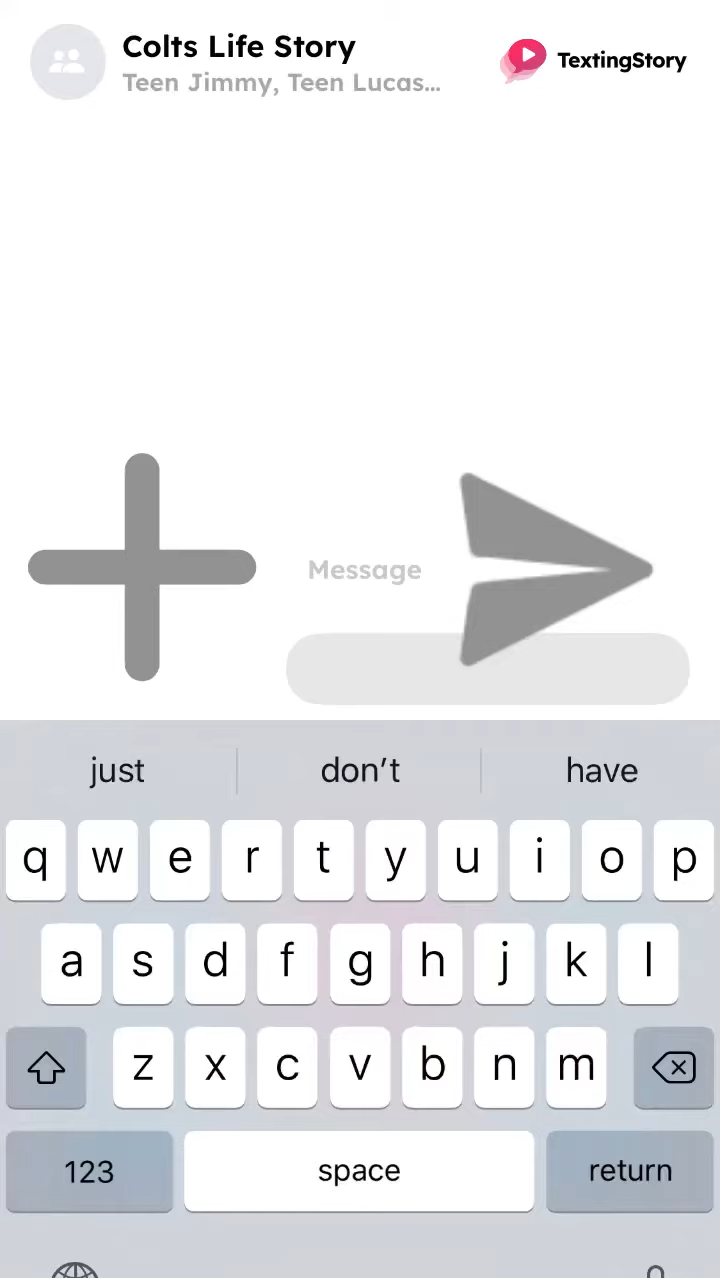 Colts Life Story
Teen Jimmy, Teen Lucas...
TextingStory
Message
just don't have
q w e r t y u i o p
a s d f g h j k l
z x c v b n m
123 space return